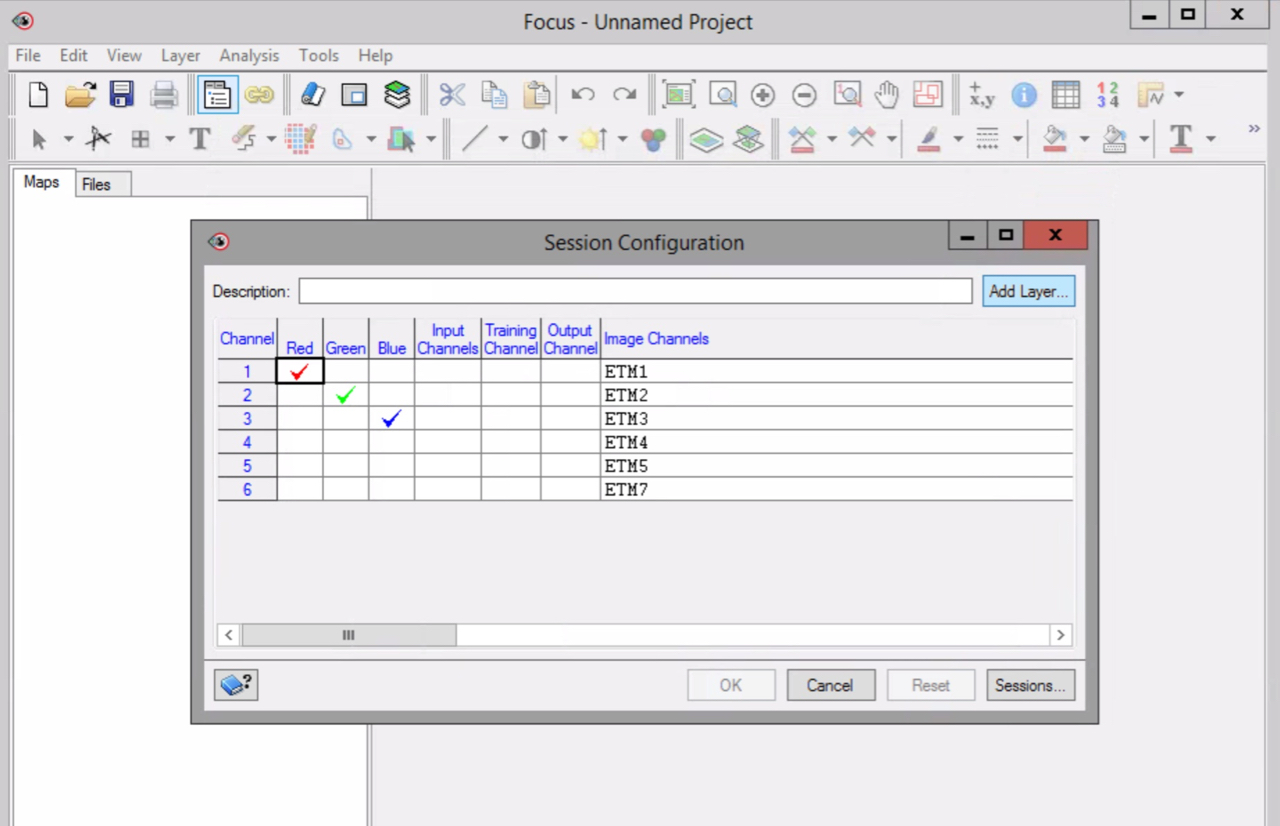 Focus - Unnamed Project
File Edit View Layer Analysis Tools Help
+
x,y
1 2
3 4
T
T
Maps Files
Session Configuration
Description: Add Layer...
Channel Red Green Blue Input Channels Training Channel Output Channel Image Channels
1 ETM1
2 ETM2
3 ETM3
4 ETM4
5 ETM5
6 ETM7
? OK Cancel Reset Sessions...